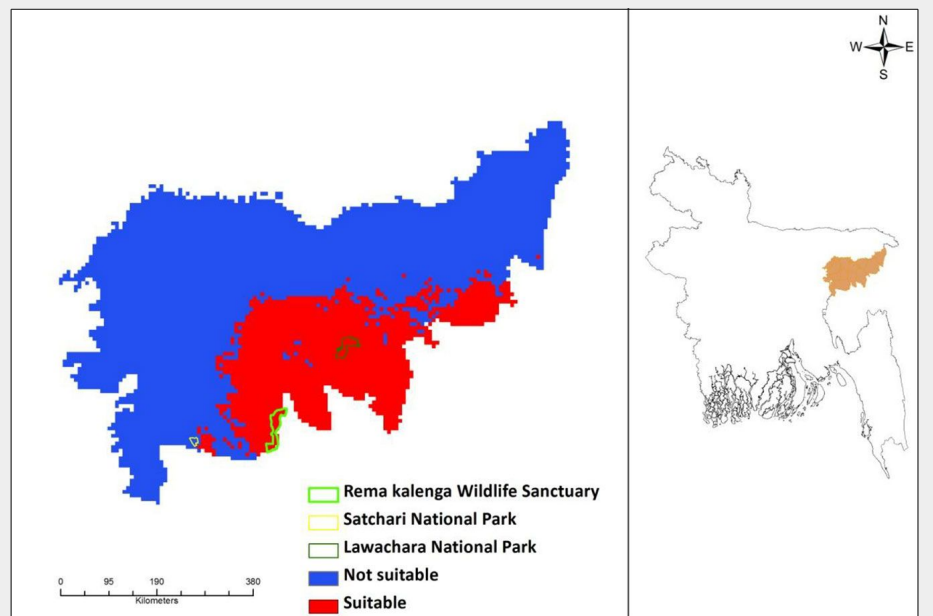 N
W E
S
Rema kalenga Wildlife Sanctuary
Satchari National Park
Lawachara National Park
Not suitable
Suitable
0 95 190 380
Kilometers